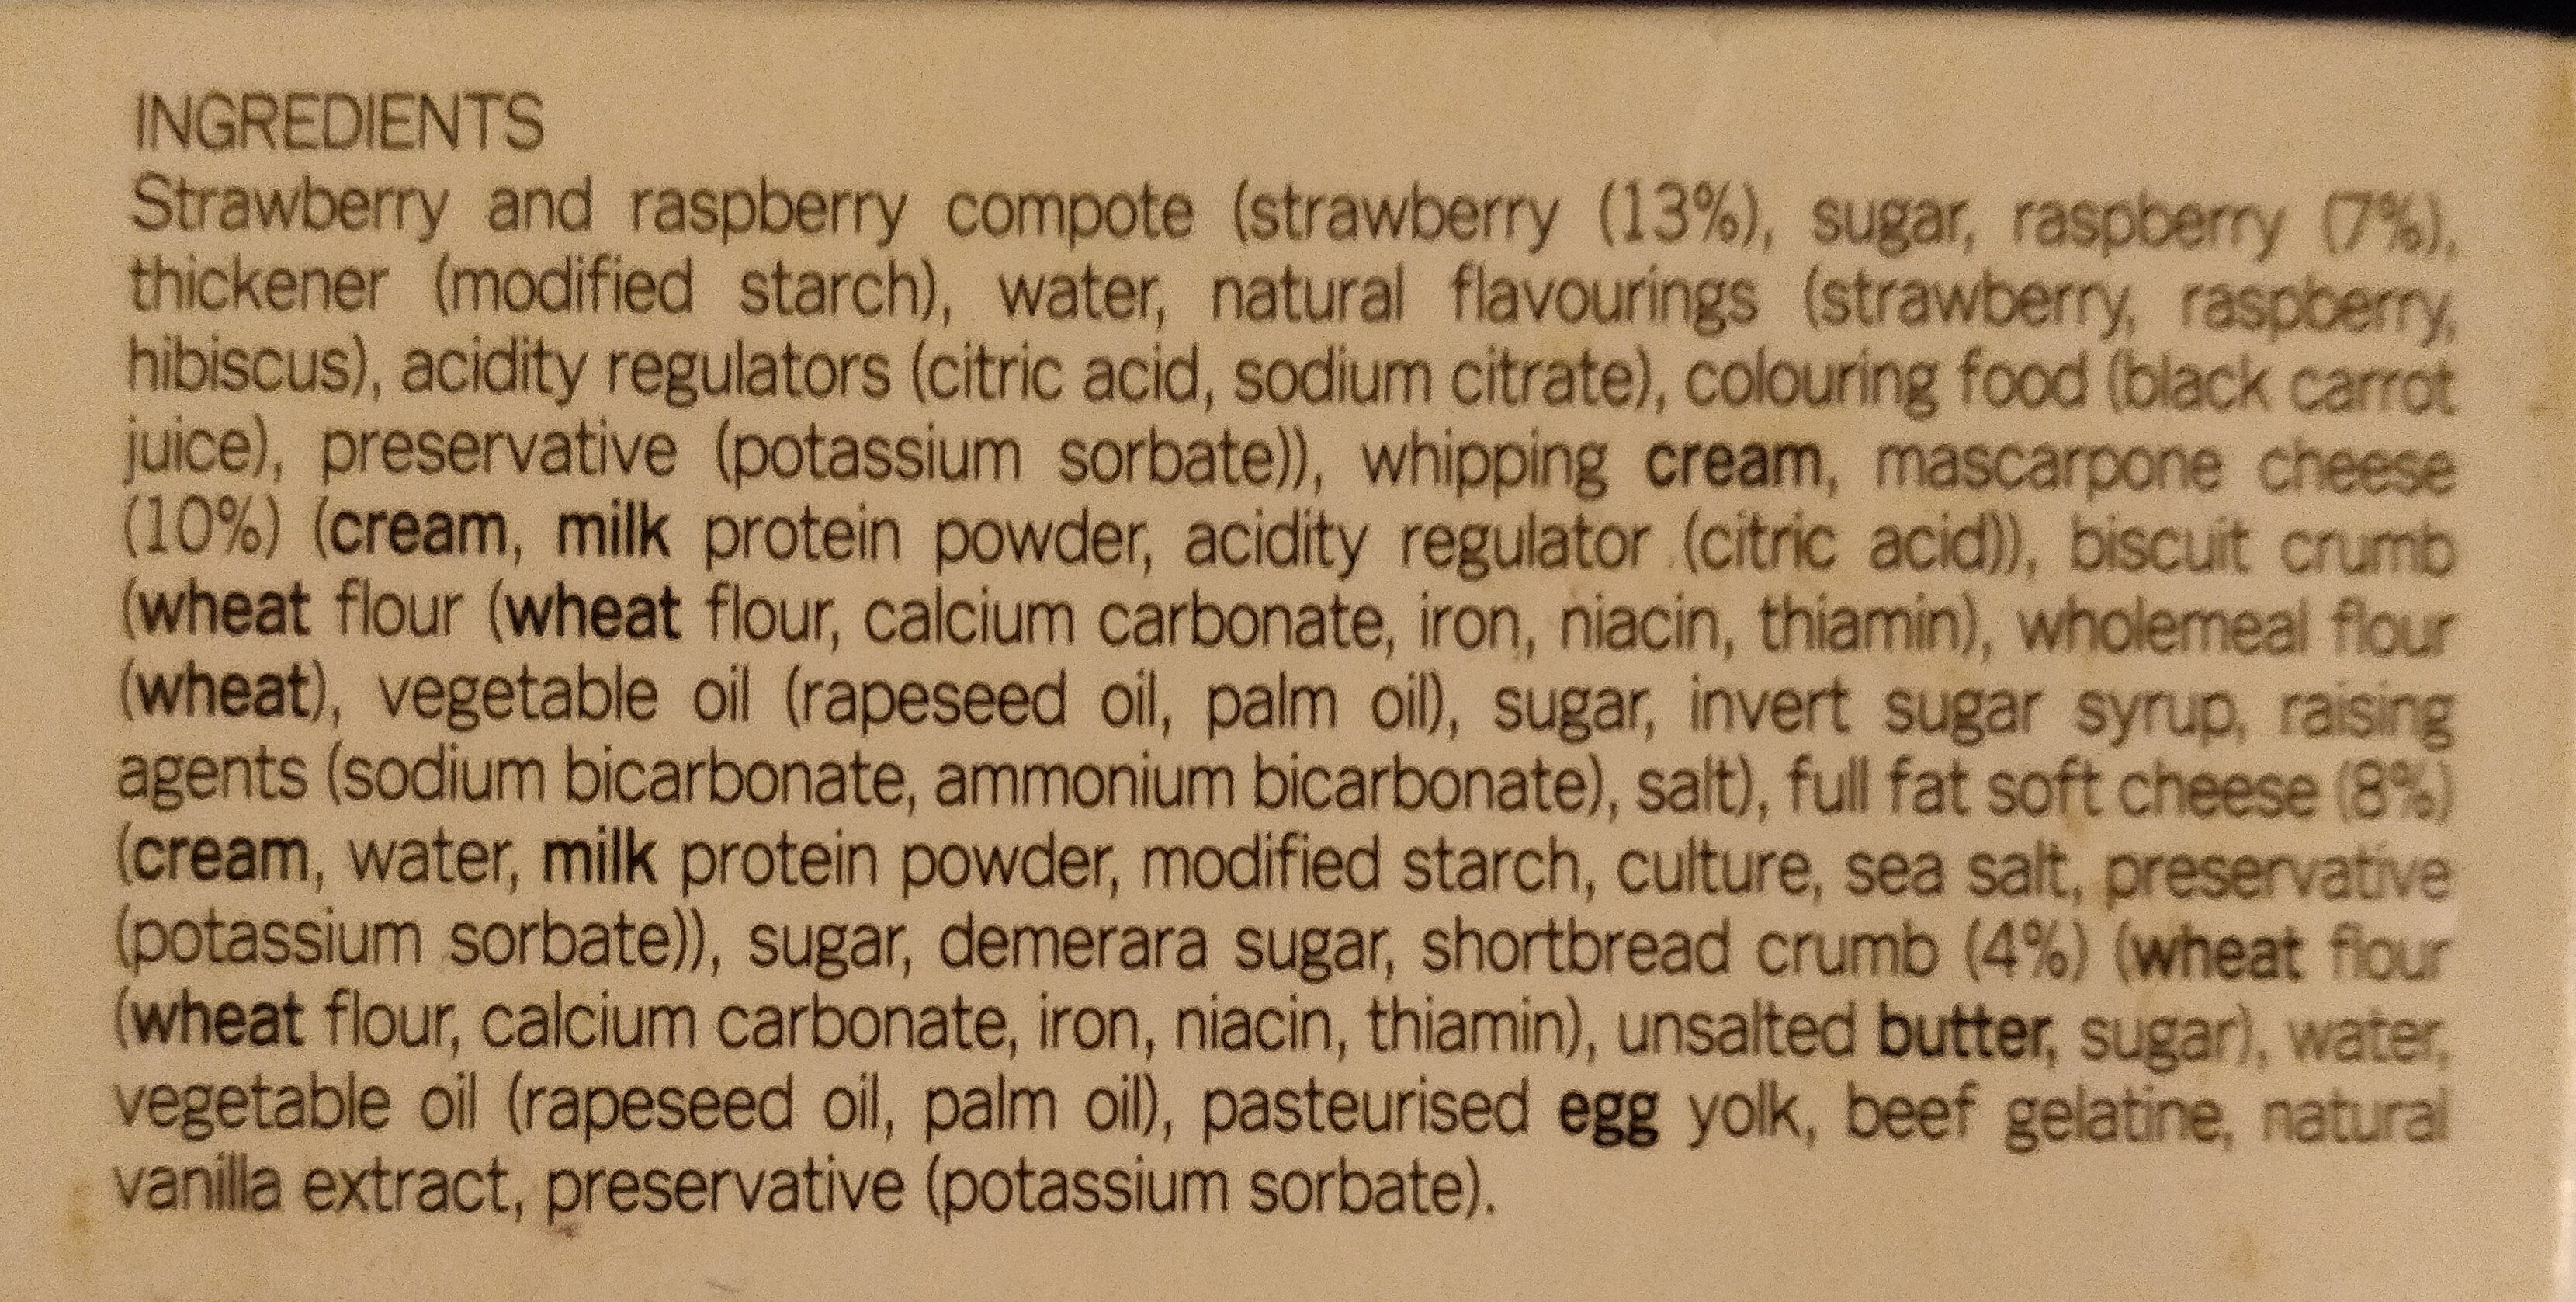 INGREDIENTS
Strawberry and raspberry compote (strawberry (13%), sugar, raspberry (7%),
thickener (modified starch), water, natural flavourings (strawberry, raspberry,
hibiscus), acidity regulators (citric acid, sodium citrate), colouring food (black carrot
juice), preservative (potassium sorbate)), whipping cream, mascarpone cheese
(10%) (cream, milk protein powder, acidity regulator (citric acid)), biscuit crumb
(wheat flour (wheat flour, calcium carbonate, iron, niacin, thiamin), wholemeal flour
(wheat), vegetable oil (rapeseed oil, palm oil), sugar, invert sugar syrup, raising
agents (sodium bicarbonate, ammonium bicarbonate), salt), full fat soft cheese (8%)
(cream, water, milk protein powder, modified starch, culture, sea salt, preservative
(potassium sorbate)), sugar, demerara sugar, shortbread crumb (4%) (wheat flour
(wheat flour, calcium carbonate, iron, niacin, thiamin), unsalted butter, sugar), water,
vegetable oil (rapeseed oil, palm oil), pasteurised egg yolk, beef gelatine, natural
vanilla extract, preservative (potassium sorbate).